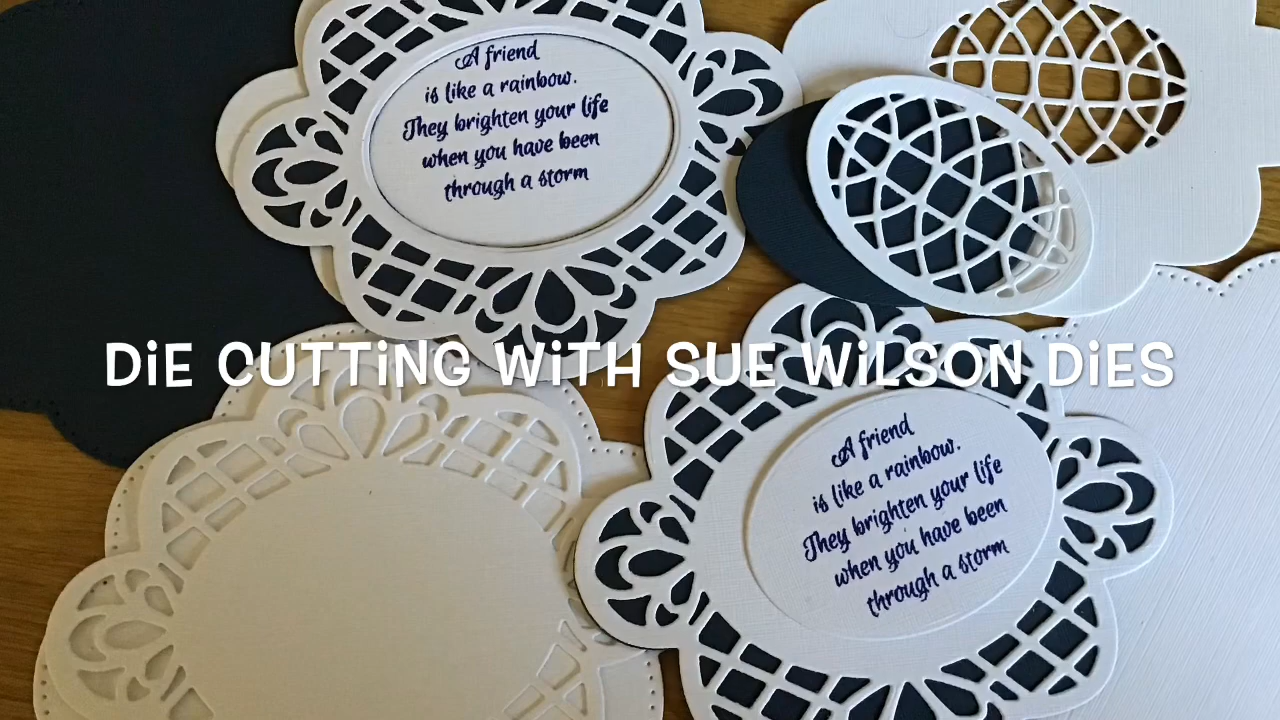 A friend
is like a rainbow.
They brighten your life
when you have been
through a storm
DiE CUTTiNG WiTH SUE WiLSON DiES
A friend
is like a rainbow.
They brighten your life
when you have been
through a storm